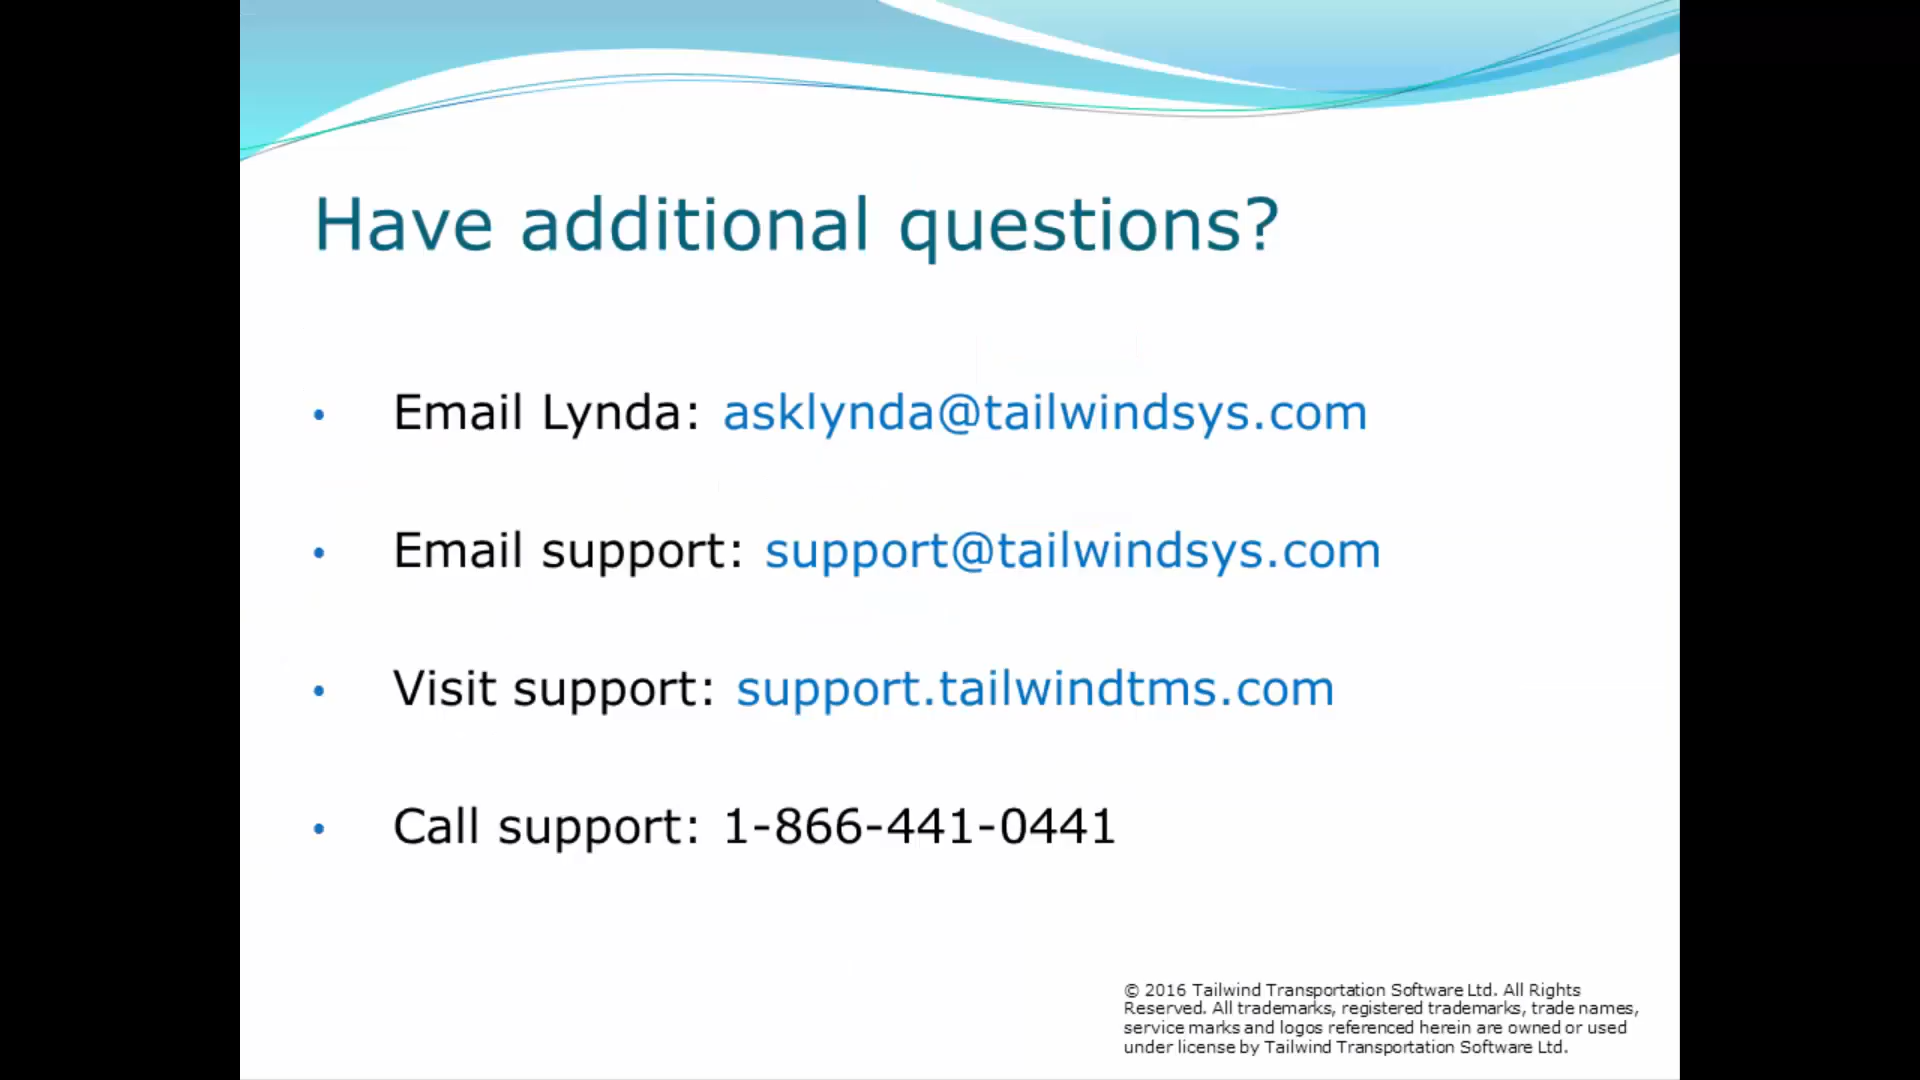 Have additional questions?
• Email Lynda: asklynda@tailwindsys.com
• Email support: support@tailwindsys.com
• Visit support: support.tailwindtms.com
• Call support: 1-866-441-0441
© 2016 Tailwind Transportation Software Ltd. All Rights
Reserved. All trademarks, registered trademarks, trade names,
service marks and logos referenced herein are owned or used
under license by Tailwind Transportation Software Ltd.